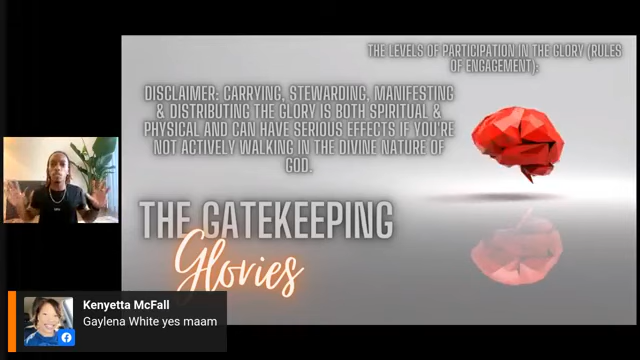 THE LEVELS OF PARTICIPATION IN THE GLORY (RULES
OF ENGAGEMENT):
DISCLAIMER: CARRYING, STEWARDING, MANIFESTING
& DISTRIBUTING THE GLORY IS BOTH SPIRITUAL &
PHYSICAL AND CAN HAVE SERIOUS EFFECTS IF YOU'RE
NOT ACTIVELY WALKING IN THE DIVINE NATURE OF
GOD.
THE GATEKEEPING
Glories
Kenyetta McFall
Gaylena White yes maam